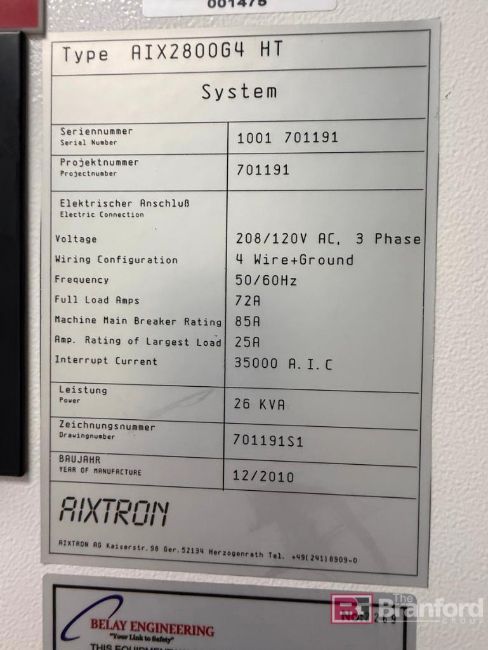 001475
Type AIX2800G4 HT
System
Seriennummer
Serial Number
1001 701191
Projektnummer
Projectnumber
701191
Elektrischer Anschluß
Electric Connection
Voltage 208/120V AC, 3 Phase
Wiring Configuration 4 Wire+Ground
Frequency 50/60Hz
Full Load Amps 72A
Machine Main Breaker Rating 85A
Amp. Rating of Largest Load 25A
Interrupt Current 35000 A.I.C
Leistung
Power
26 KVA
Zeichnungsnummer
Drawingnumber
701191S1
BAUJAHR
YEAR OF MANUFACTURE
12/2010
AIXTRON
AIXTRON AG Kaiserstr.98 Ger.52134 Herzogenrath Tel. +49(241)8909-0
BELAY ENGINEERING
"Your Link to Safety"
THIS EQUIPMENT
The
Branford
GROUP